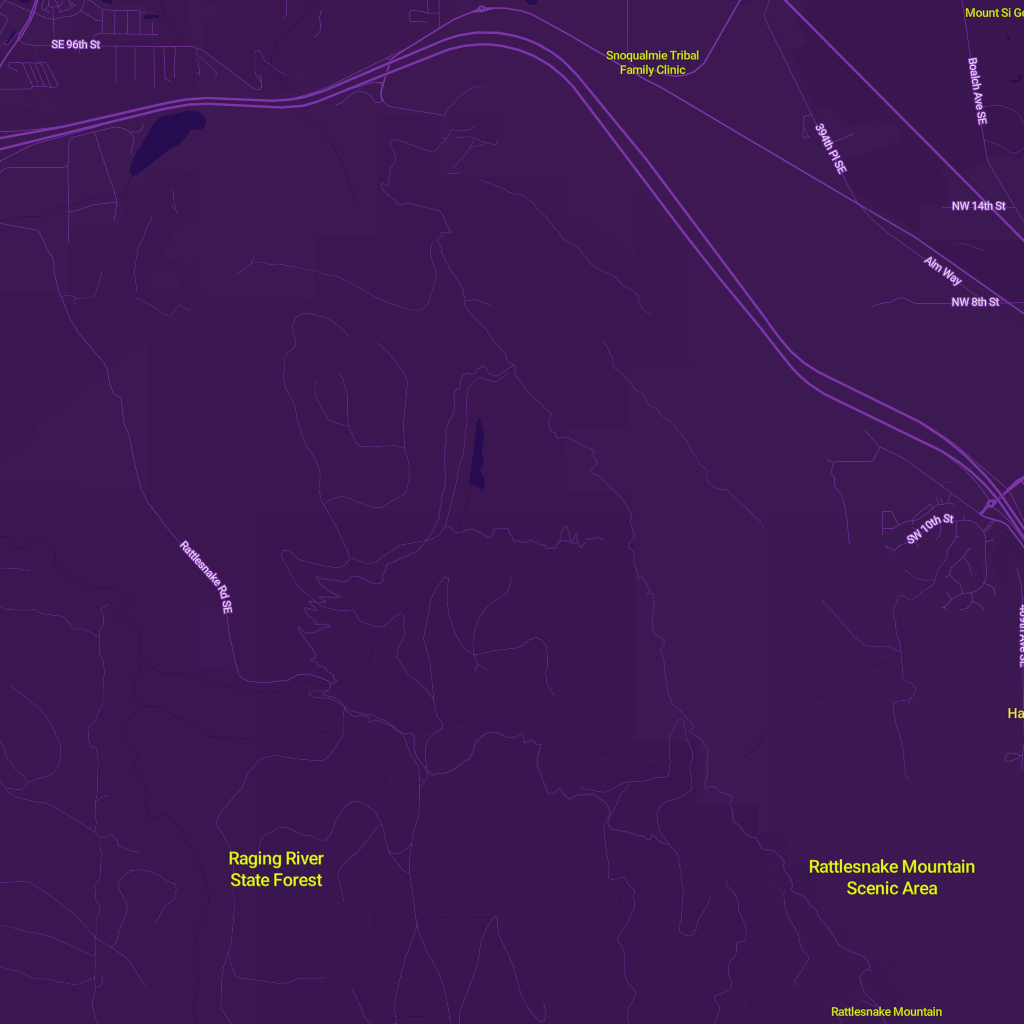 Mount Si Go
SE 96th St
Snoqualmie Tribal
Family Clinic
Boalch Ave SE
394th Pl SE
NW 14th St
Alm Way
NW 8th St
SW 10th St
Rattlesnake Rd SE
Ha
Raging River
State Forest
Rattlesnake Mountain
Scenic Area
Rattlesnake Mountain